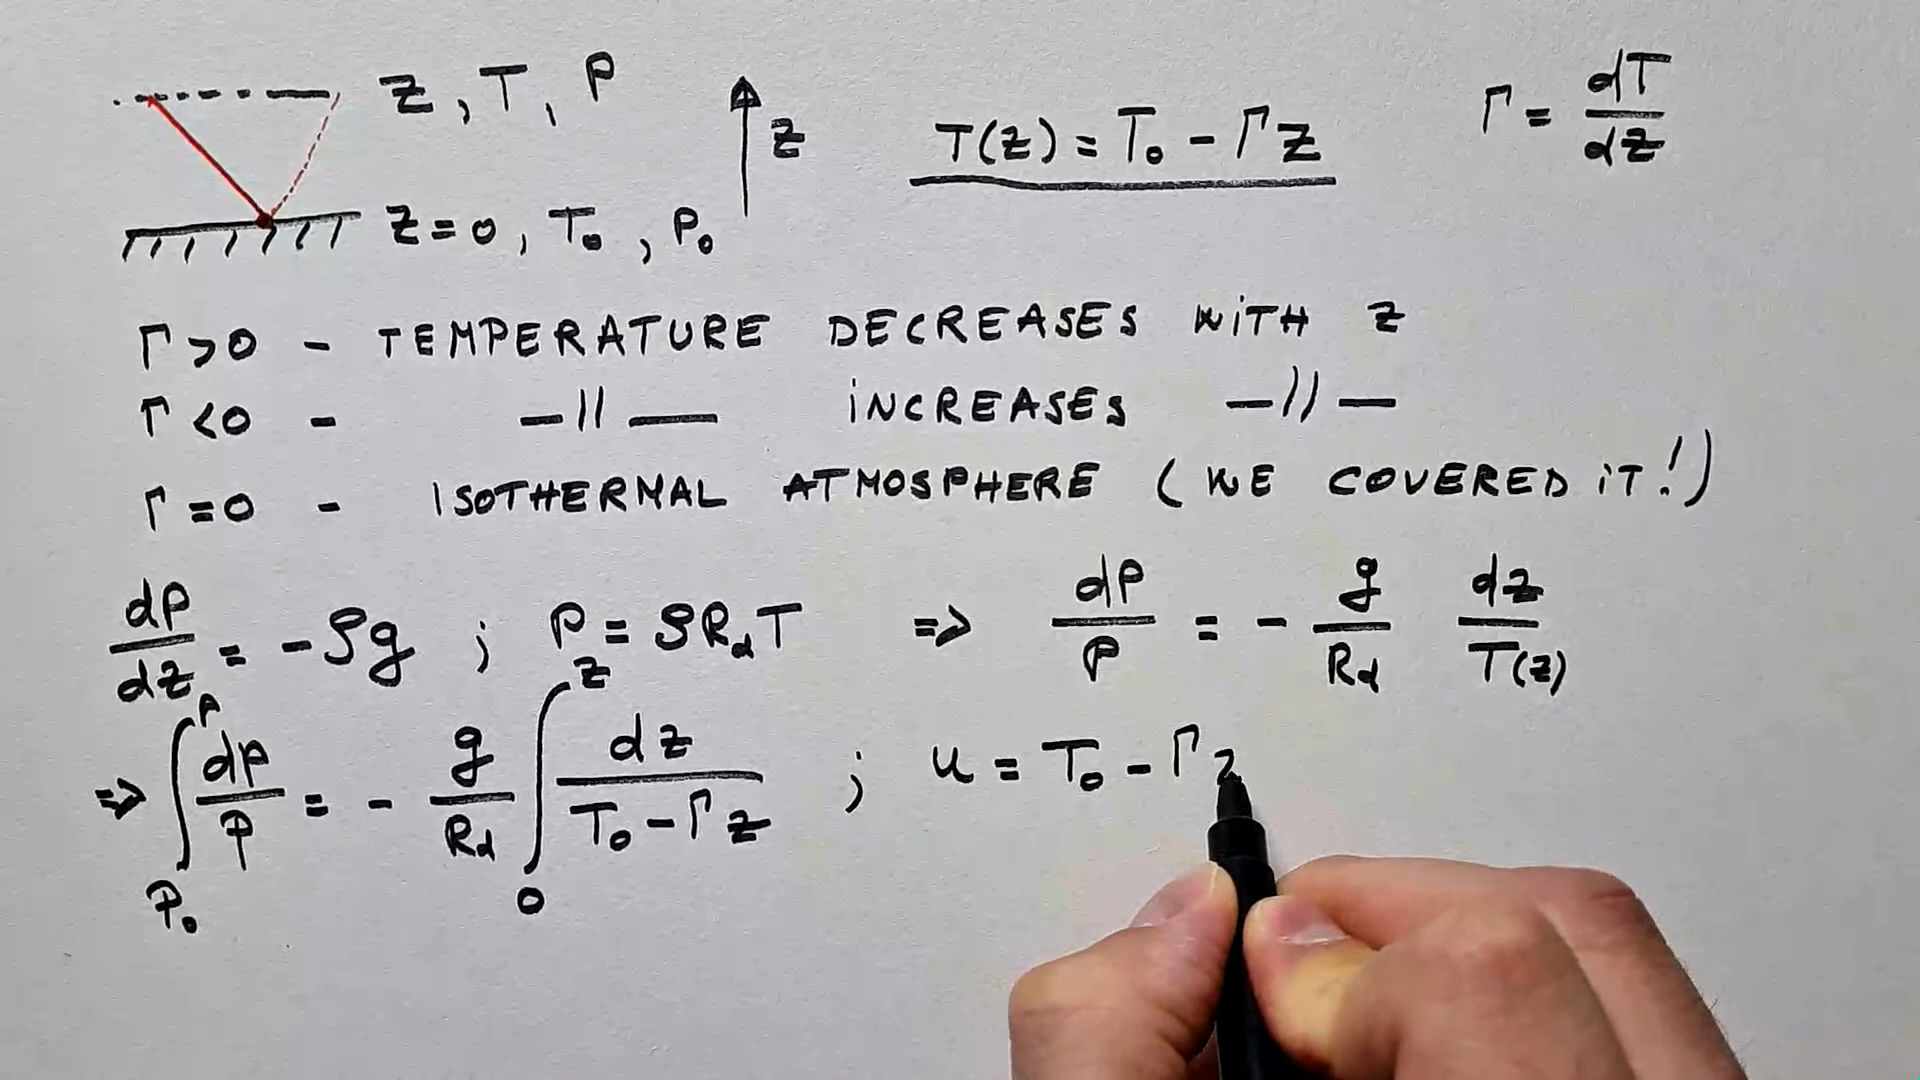 z, T, P
z
T(z) = T₀ - Γz
Γ = dT/dz
z = 0, T₀, P₀
Γ > 0 - TEMPERATURE DECREASES WITH z
Γ < 0 - —//— INCREASES —//—
Γ = 0 - ISOTHERMAL ATMOSPHERE (WE COVERED iT!)
dP/dz = -ρg ; P = ρR_dT ⇒ dP/P = - g/R_d dz/T(z)
⇒ ∫_{P₀}^{P} dP/P = - g/R_d ∫_0^z dz/(T₀ - Γz) ; u = T₀ - Γz